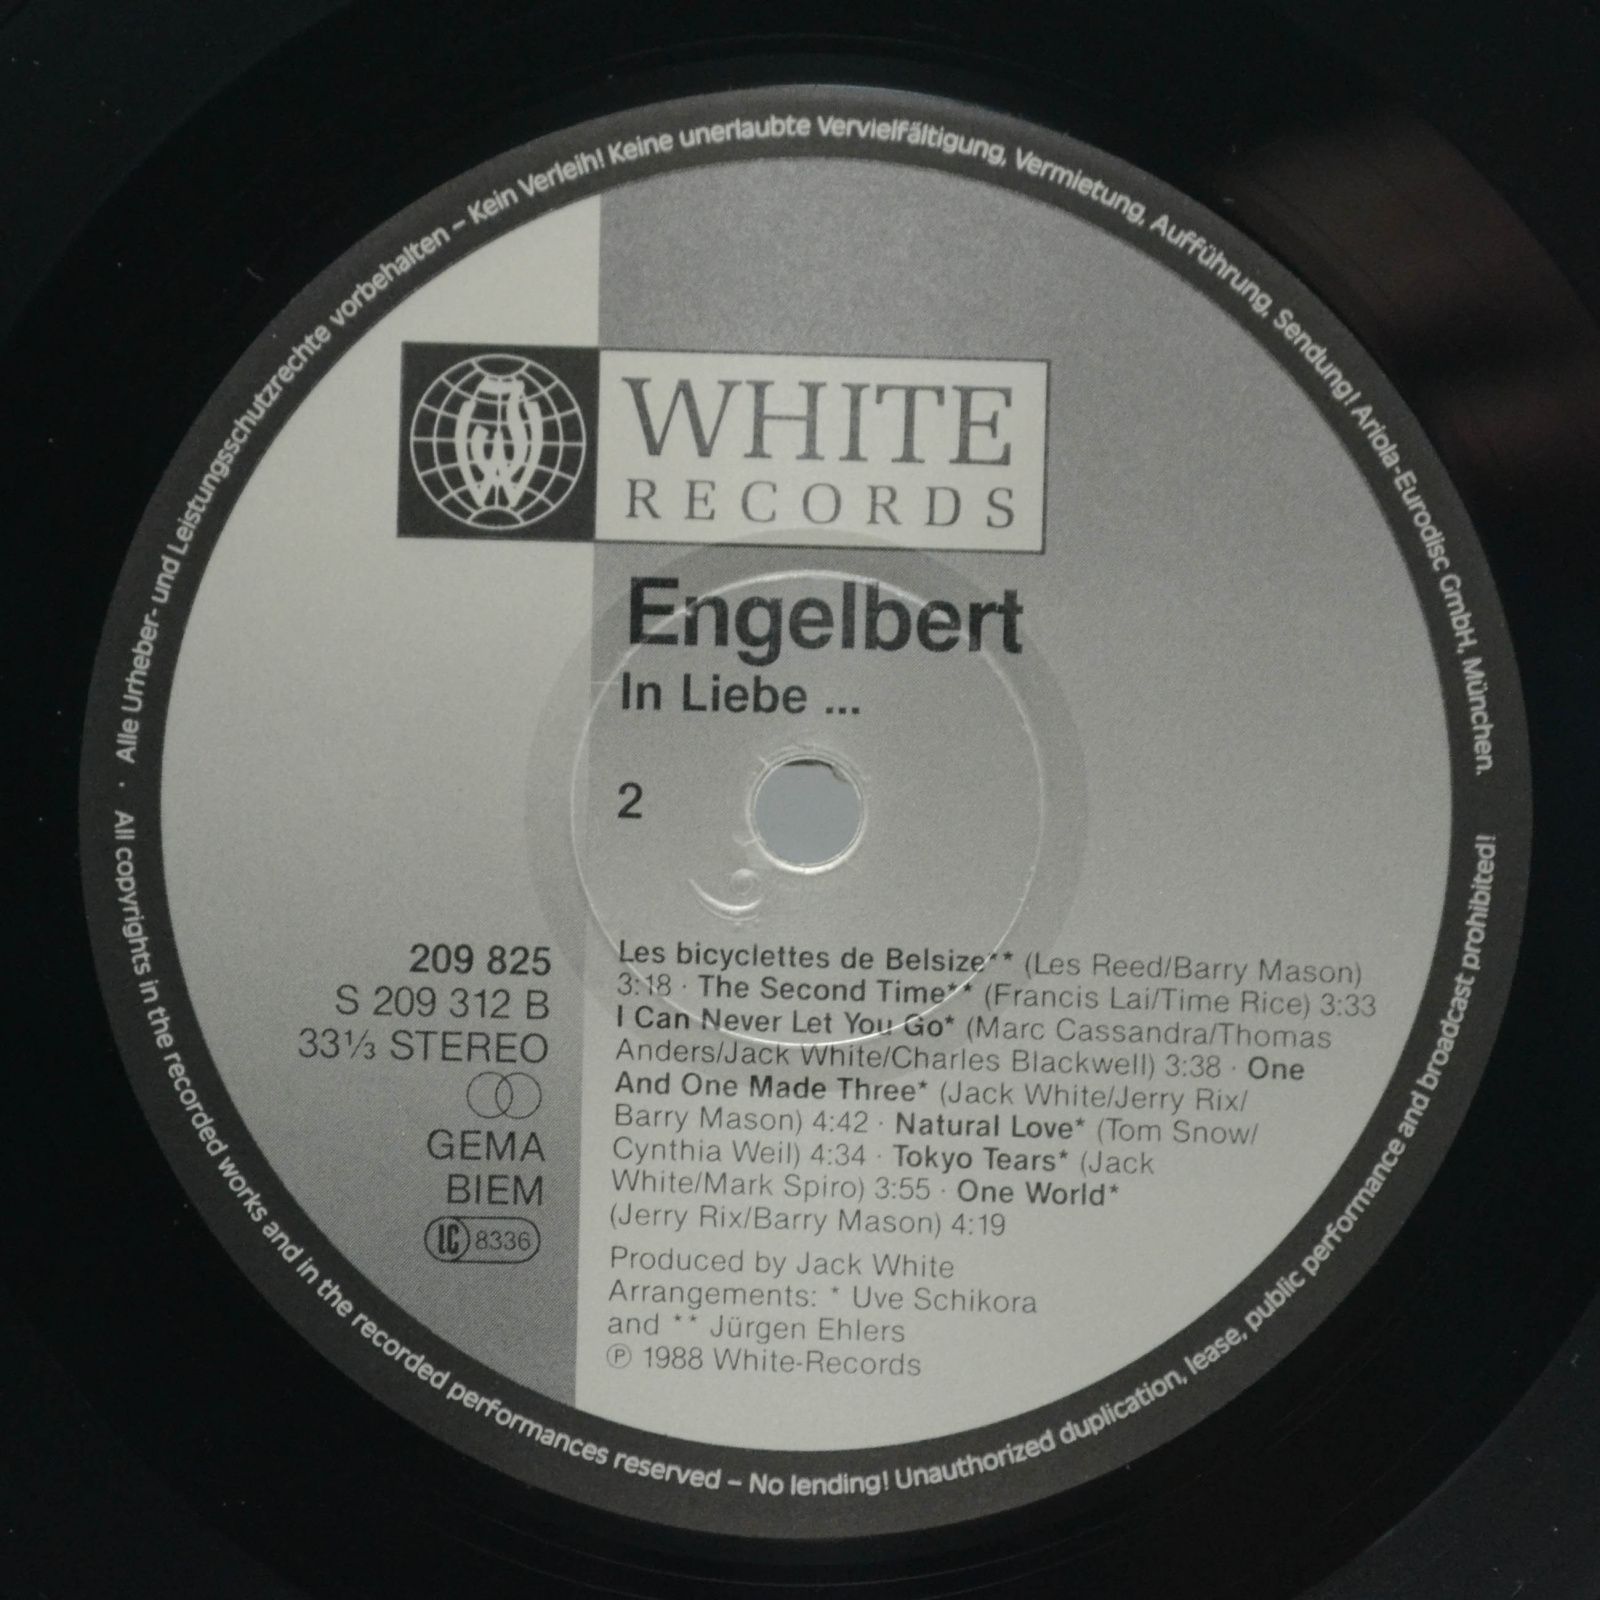 Alle Urheber- und Leistungsschutzrechte vorbehalten – Kein Verleih! Keine unerlaubte Vervielfältigung, Vermietung, Aufführung, Sendung! Ariola-Eurodisc GmbH, München.
WHITE
RECORDS
Engelbert
In Liebe ...
2
209 825
S 209 312 B
33⅓ STEREO
GEMA
BIEM
LC 8336
Les bicyclettes de Belsize** (Les Reed/Barry Mason)
3:18 · The Second Time** (Francis Lai/Time Rice) 3:33
I Can Never Let You Go* (Marc Cassandra/Thomas
Anders/Jack White/Charles Blackwell) 3:38 · One
And One Made Three* (Jack White/Jerry Rix/
Barry Mason) 4:42 · Natural Love* (Tom Snow/
Cynthia Weil) 4:34 · Tokyo Tears* (Jack
White/Mark Spiro) 3:55 · One World*
(Jerry Rix/Barry Mason) 4:19
Produced by Jack White
Arrangements: * Uve Schikora
and ** Jürgen Ehlers
℗ 1988 White-Records
· All copyrights in the recorded works and in the recorded performances reserved – No lending! Unauthorized duplication, lease, public performance and broadcast prohibited!